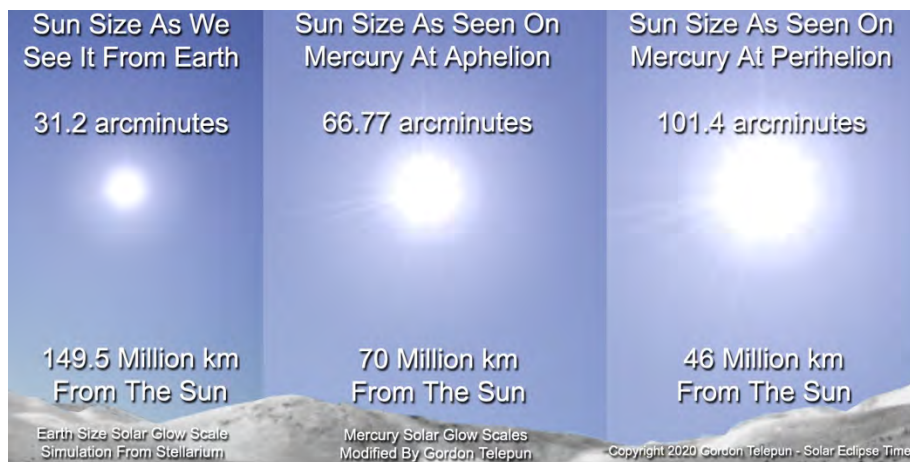 Sun Size As We
See It From Earth
31.2 arcminutes
149.5 Million km
From The Sun
Earth Size Solar Glow Scale
Simulation From Stellarium
Sun Size As Seen On
Mercury At Aphelion
66.77 arcminutes
70 Million km
From The Sun
Mercury Solar Glow Scales
Modified By Gordon Telepun
Sun Size As Seen On
Mercury At Perihelion
101.4 arcminutes
46 Million km
From The Sun
Copyright 2020 Gordon Telepun - Solar Eclipse Time